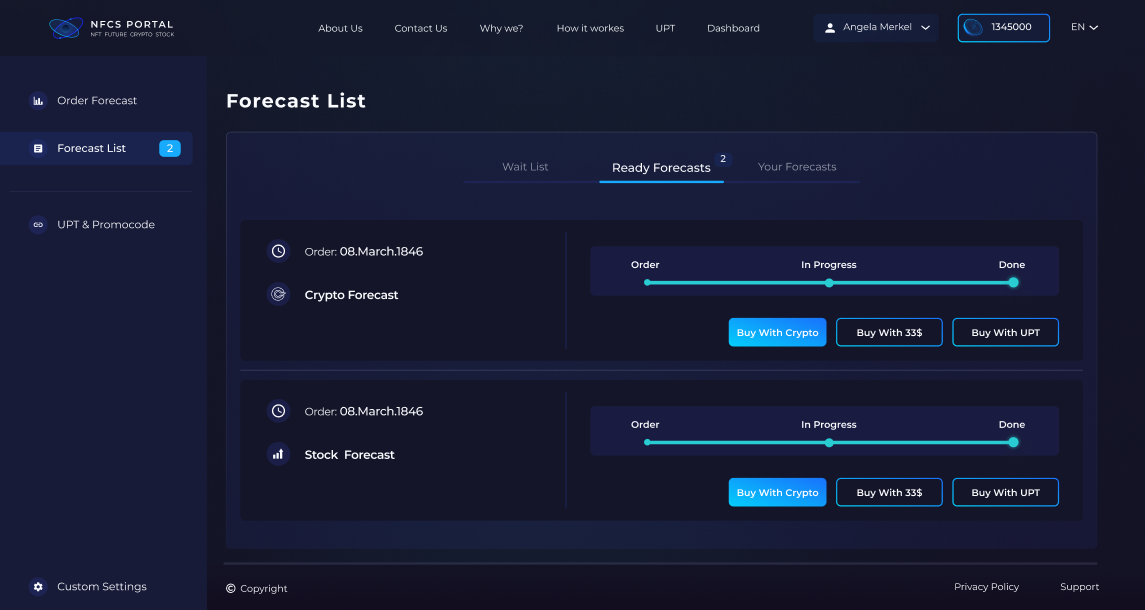 NFCS PORTAL
NFT FUTURE CRYPTO STOCK
About Us
Contact Us
Why we?
How it workes
UPT
Dashboard
Angela Merkel
1345000
EN
Order Forecast
Forecast List
2
UPT & Promocode
Custom Settings
Forecast List
Wait List
Ready Forecasts
2
Your Forecasts
Order: 08.March.1846
Crypto Forecast
Order
In Progress
Done
Buy With Crypto
Buy With 33$
Buy With UPT
Order: 08.March.1846
Stock Forecast
Order
In Progress
Done
Buy With Crypto
Buy With 33$
Buy With UPT
© Copyright
Privacy Policy
Support